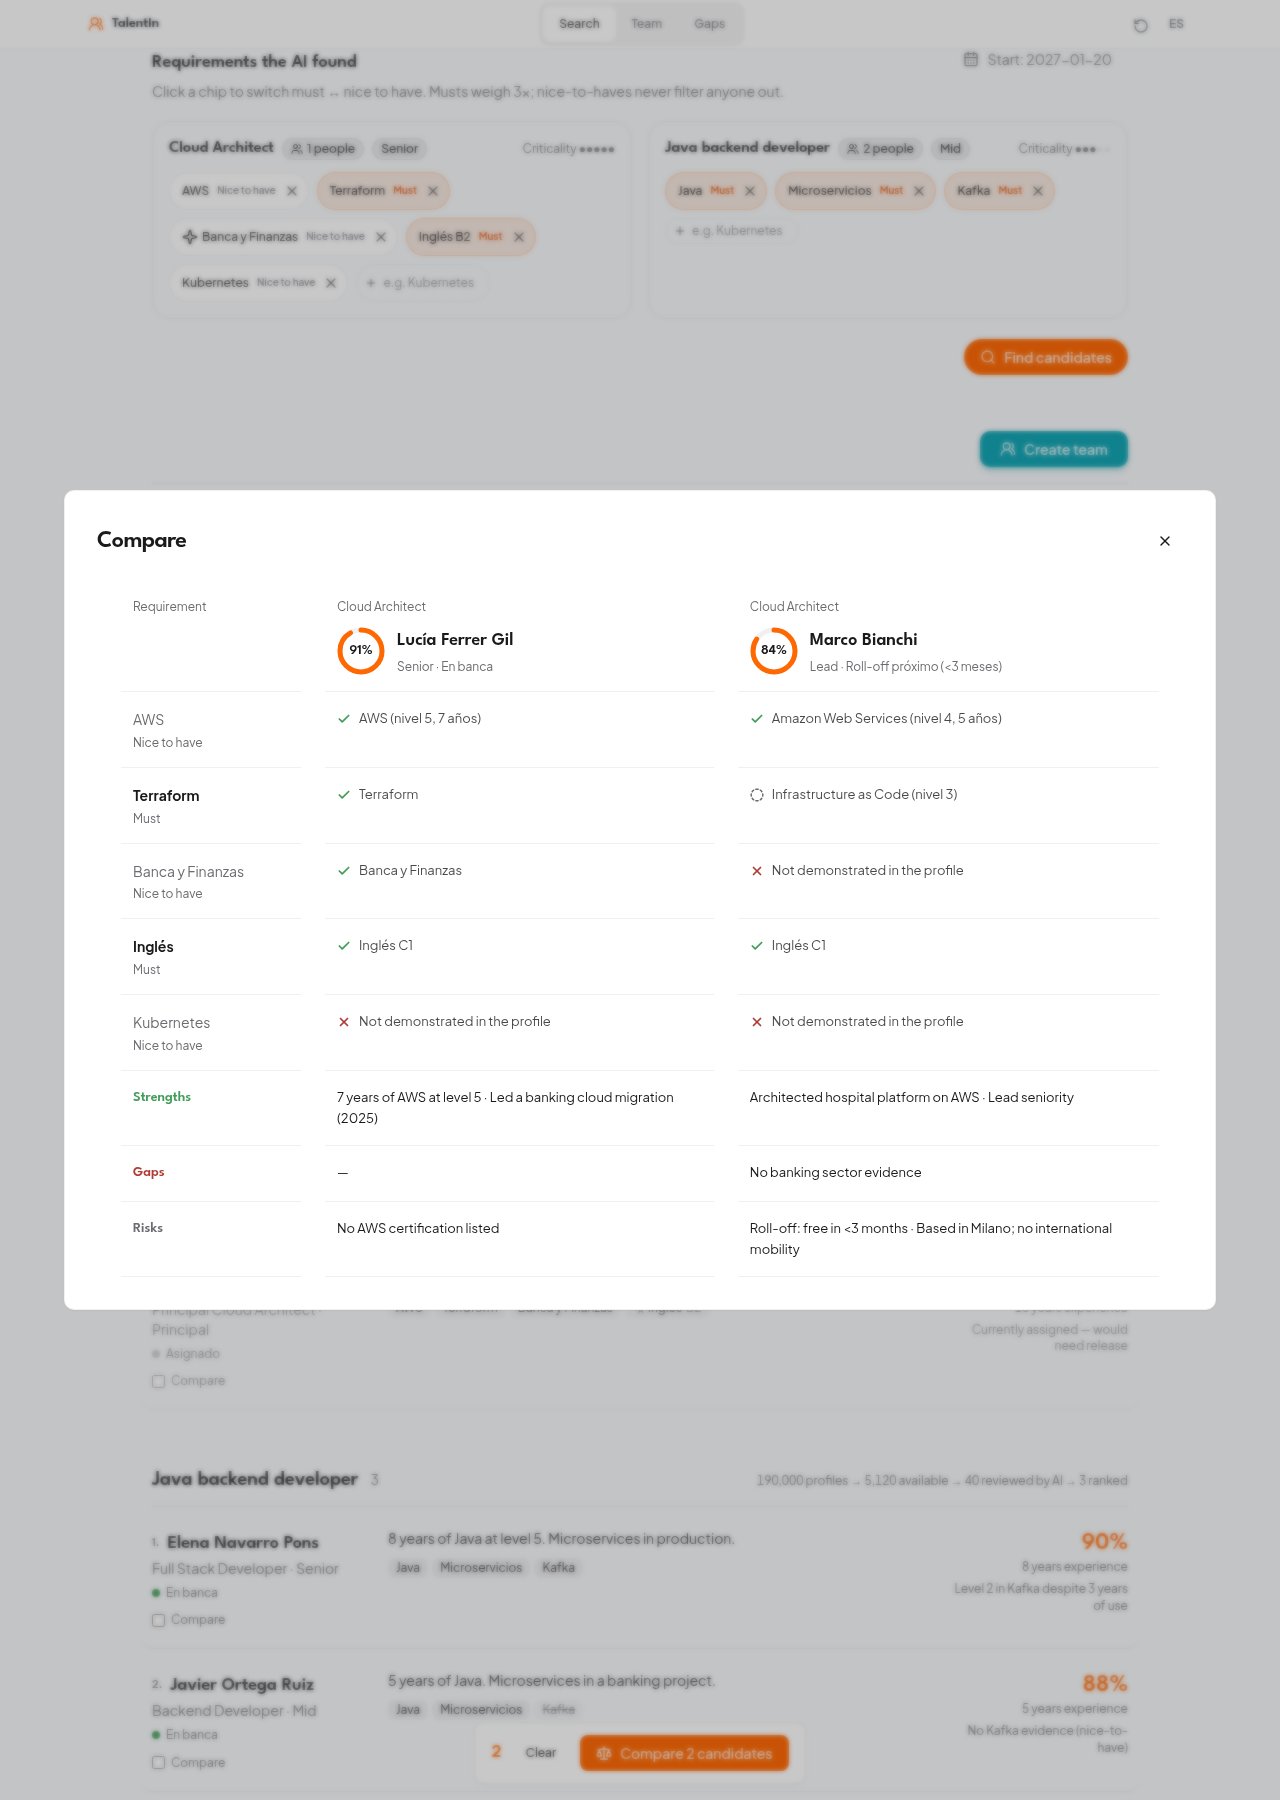 TalentIn
Search
Team
Gaps
ES
Requirements the AI found
Start: 2027-01-20
Click a chip to switch must ↔ nice to have. Musts weigh 3×; nice-to-haves never filter anyone out.
Cloud Architect
1 people
Senior
Criticality
AWS Nice to have
Terraform Must
Banca y Finanzas Nice to have
Inglés B2 Must
Kubernetes Nice to have
+ e.g. Kubernetes
Java backend developer
2 people
Mid
Criticality
Java Must
Microservicios Must
Kafka Must
+ e.g. Kubernetes
Find candidates
Create team
Compare
Requirement
Cloud Architect
Cloud Architect
91%
Lucía Ferrer Gil
Senior · En banca
84%
Marco Bianchi
Lead · Roll-off próximo (<3 meses)
AWS
Nice to have
AWS (nivel 5, 7 años)
Amazon Web Services (nivel 4, 5 años)
Terraform
Must
Terraform
Infrastructure as Code (nivel 3)
Banca y Finanzas
Nice to have
Banca y Finanzas
Not demonstrated in the profile
Inglés
Must
Inglés C1
Inglés C1
Kubernetes
Nice to have
Not demonstrated in the profile
Not demonstrated in the profile
Strengths
7 years of AWS at level 5 · Led a banking cloud migration
(2025)
Architected hospital platform on AWS · Lead seniority
Gaps
—
No banking sector evidence
Risks
No AWS certification listed
Roll-off: free in <3 months · Based in Milano; no international
mobility
Principal Cloud Architect ·
Principal
Asignado
Compare
Currently assigned — would
need release
Java backend developer 3
190,000 profiles → 5,120 available → 40 reviewed by AI → 3 ranked
1. Elena Navarro Pons
Full Stack Developer · Senior
En banca
Compare
8 years of Java at level 5. Microservices in production.
Java
Microservicios
Kafka
90%
8 years experience
Level 2 in Kafka despite 3 years
of use
2. Javier Ortega Ruiz
Backend Developer · Mid
En banca
Compare
5 years of Java. Microservices in a banking project.
Java
Microservicios
Kafka
88%
5 years experience
No Kafka evidence (nice-to-
have)
2
Clear
Compare 2 candidates